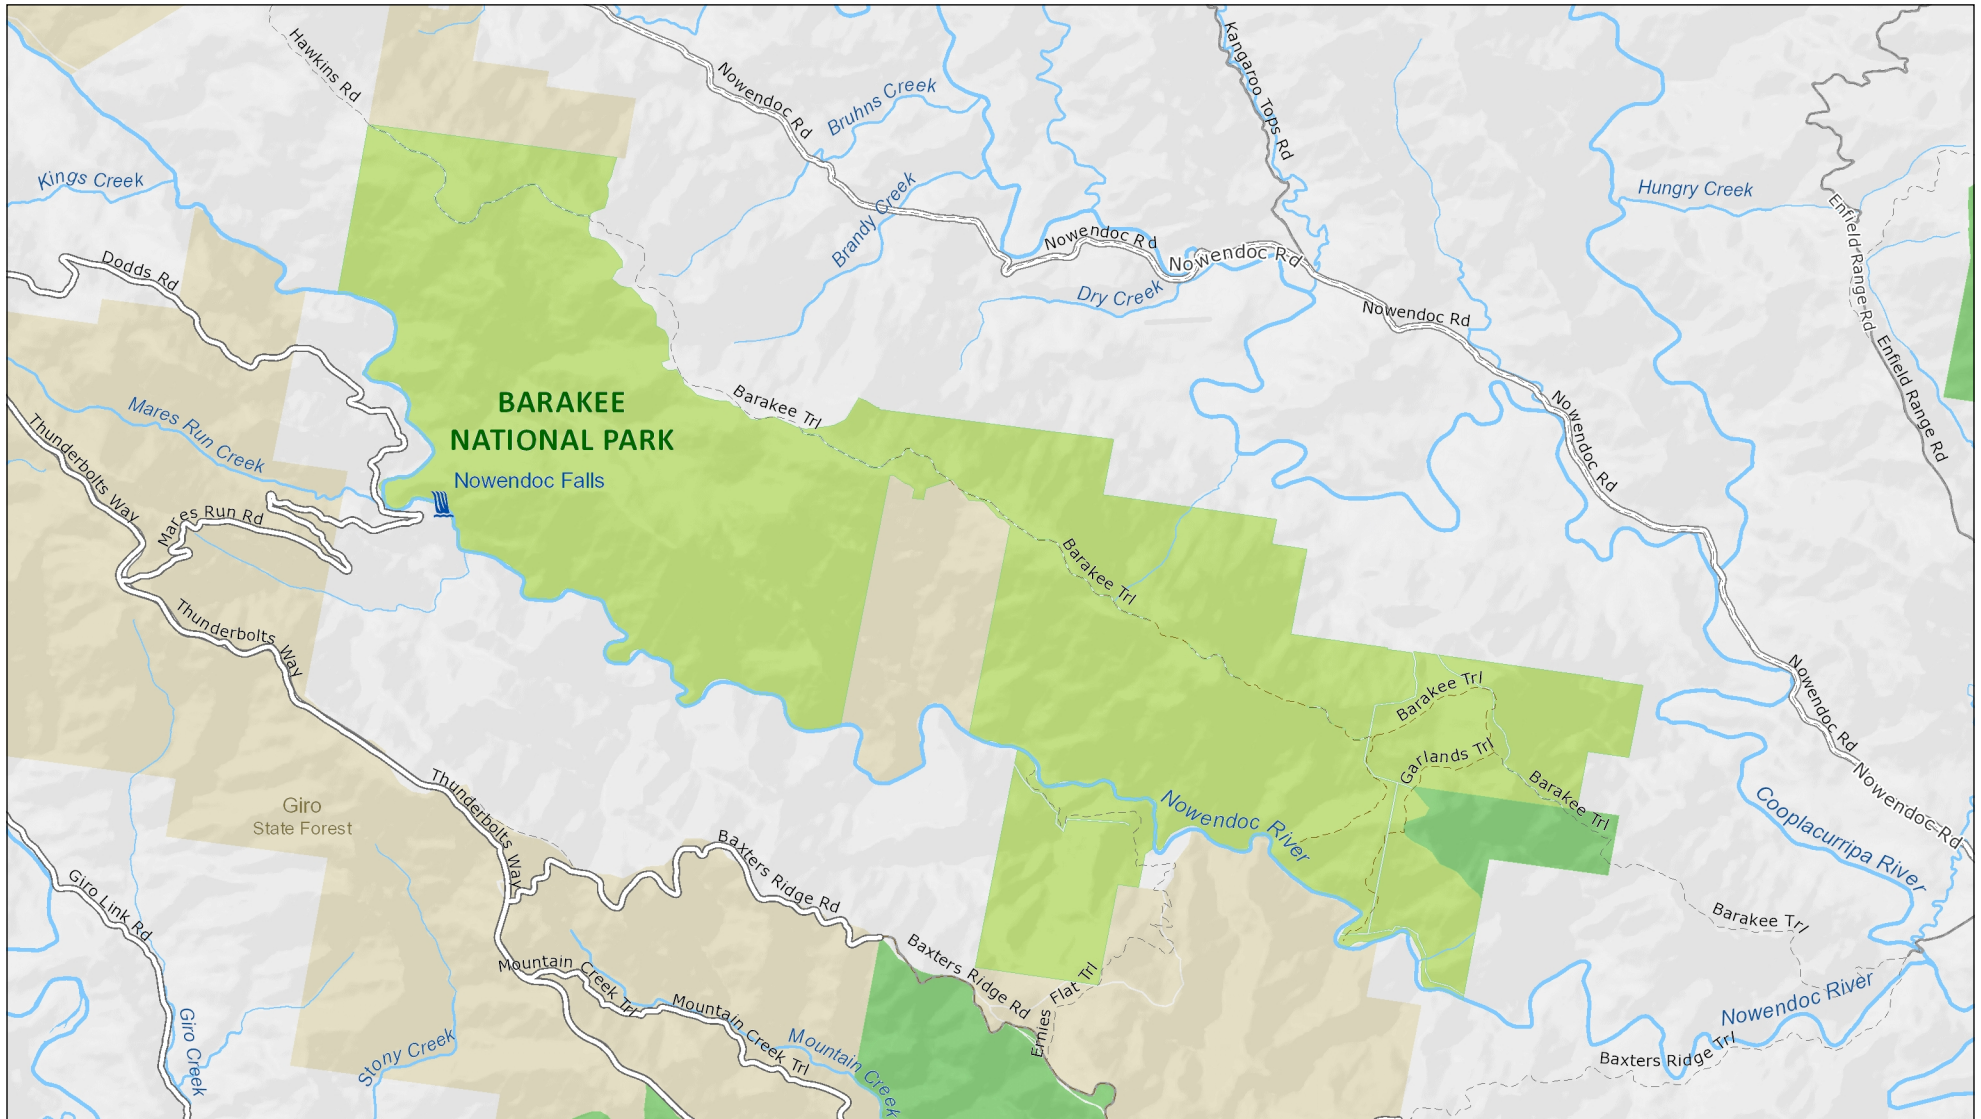 Hawkins Rd
Nowendoc Rd
Bruhns Creek
Kangaroo Tops Rd
Kings Creek
Hungry Creek
Brandy Creek
Enfield Range Rd
Nowendoc Rd
Nowendoc Rd
Dodds Rd
Dry Creek
Nowendoc Rd
Enfield Range Rd
Mares Run Creek
BARAKEE
NATIONAL PARK
Barakee Trl
Nowendoc Rd
Thunderbolts Way
Nowendoc Falls
Mares Run Rd
Barakee Trl
Thunderbolts Way
Barakee Trl
Nowendoc Rd
Garlands Trl
Thunderbolts Way
Nowendoc River
Barakee Trl
Nowendoc Rd
Cooplacurripa River
Giro
State Forest
Baxters Ridge Rd
Giro Link Rd
Barakee Trl
Baxters Ridge Rd
Mountain Creek Trl
Flat Trl
Ernies
Mountain Creek Trl
Nowendoc River
Giro Creek
Stony Creek
Mountain Creek
Baxters Ridge Trl